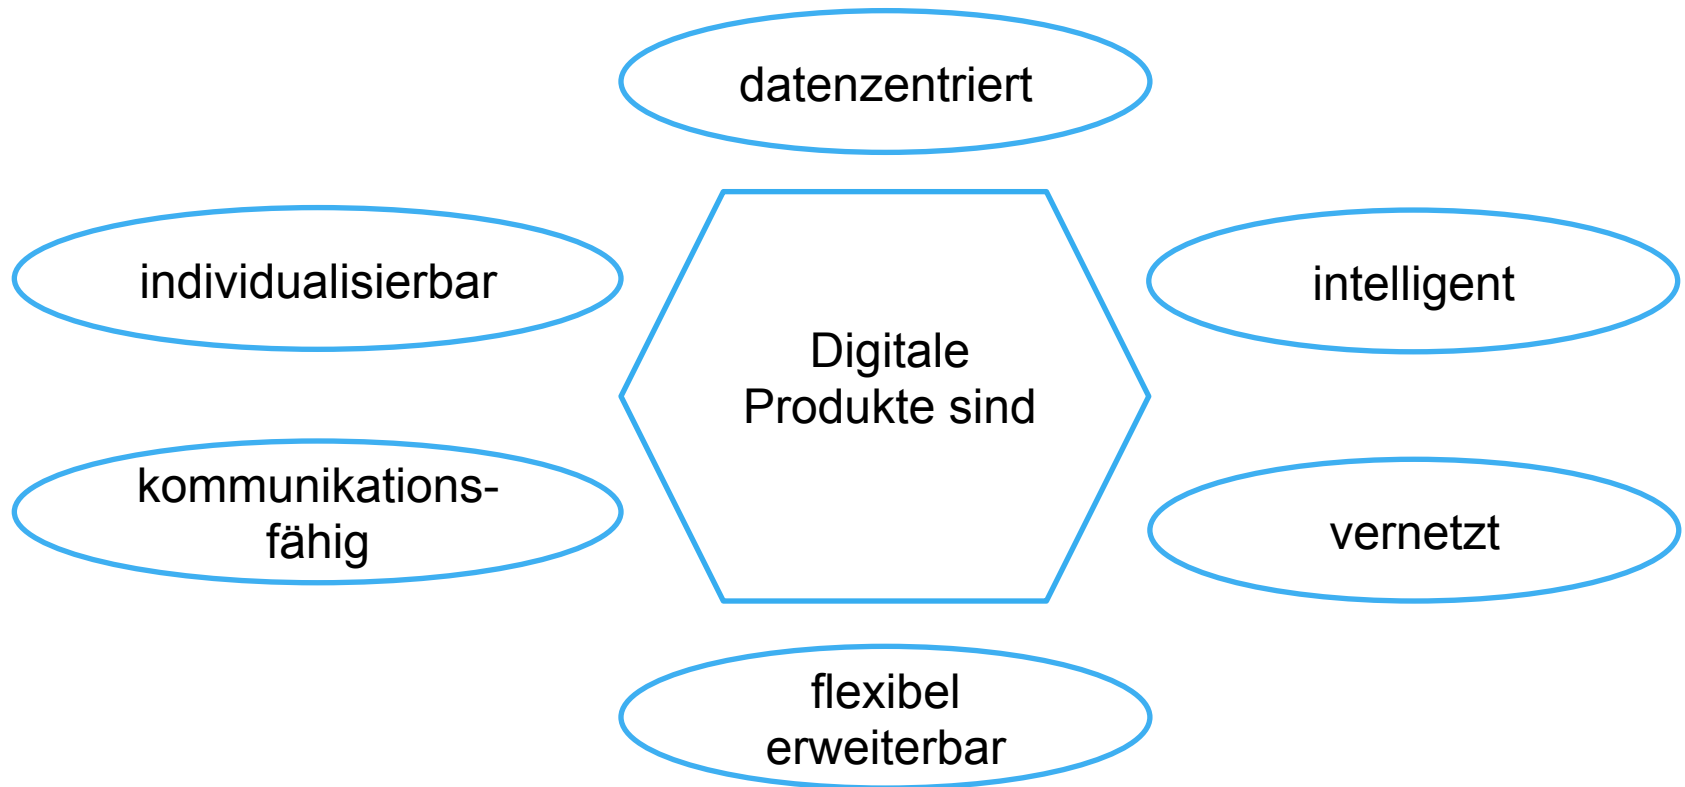 datenzentriert
individualisierbar
intelligent
Digitale
Produkte sind
kommunikations-
fähig
vernetzt
flexibel
erweiterbar